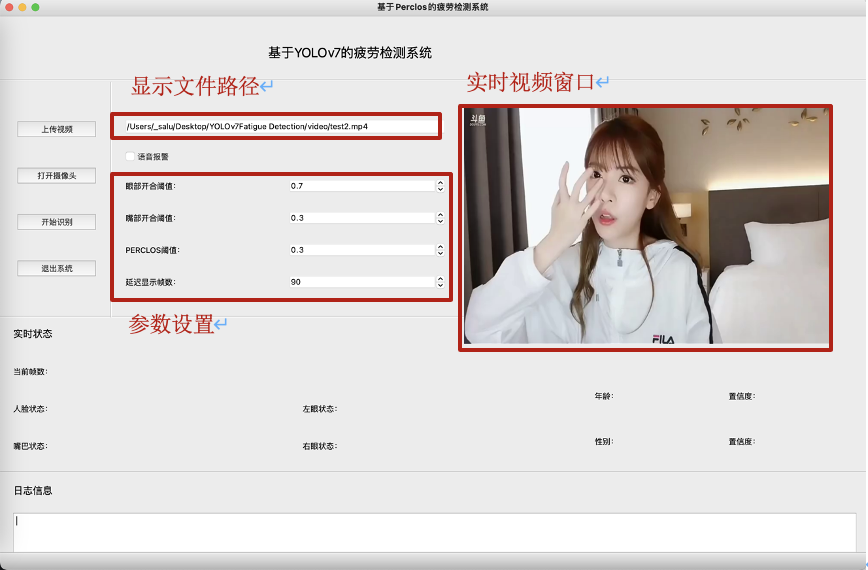 基于Perclos的疲劳检测系统
基于YOLOv7的疲劳检测系统
显示文件路径
实时视频窗口
上传视频
/Users/_salu/Desktop/YOLOv7Fatigue Detection/video/test2.mp4
斗鱼
语音报警
打开摄像头
眼部开合阈值: 0.7
开始识别
嘴部开合阈值: 0.3
PERCLOS阈值: 0.3
退出系统
延迟显示帧数: 90
参数设置
FILA
实时状态
当前帧数:
年龄: 置信度:
人脸状态: 左眼状态:
性别: 置信度:
嘴巴状态: 右眼状态:
日志信息